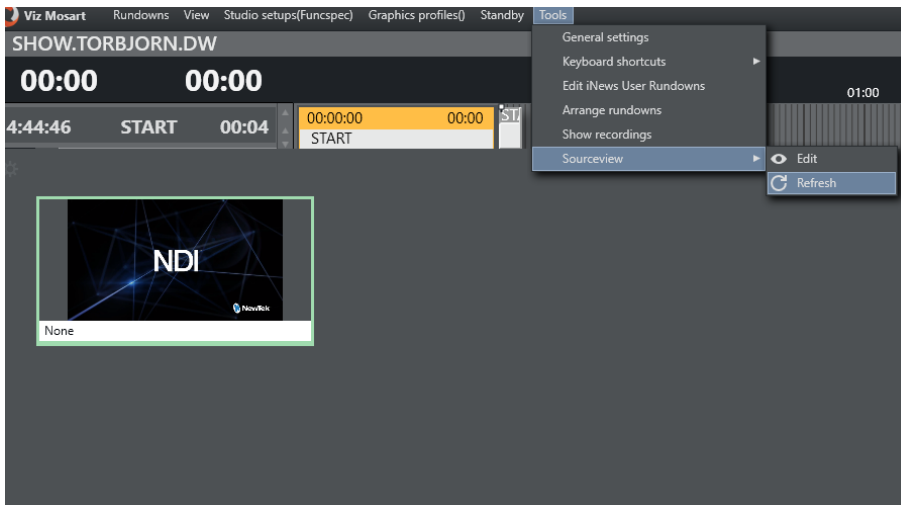 Viz Mosart Rundowns View Studio setups(Funcspec) Graphics profiles() Standby Tools
SHOW.TORBJORN.DW
General settings
Keyboard shortcuts
00:00 00:00
Edit iNews User Rundowns
01:00
Arrange rundowns
4:44:46 START 00:04
00:00:00 00:00
START
ST/
Show recordings
Sourceview
Edit
Refresh
NDI
NewTek
None